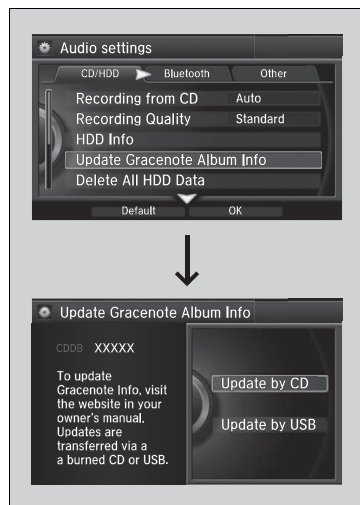 Audio settings
CD/HDD Bluetooth Other
Recording from CD Auto
Recording Quality Standard
HDD Info
Update Gracenote Album Info
Delete All HDD Data
Default OK
Update Gracenote Album Info
CDDB XXXXX
To update
Gracenote Info, visit
the website in your
owner's manual.
Updates are
transferred via a
a burned CD or USB.
Update by CD
Update by USB